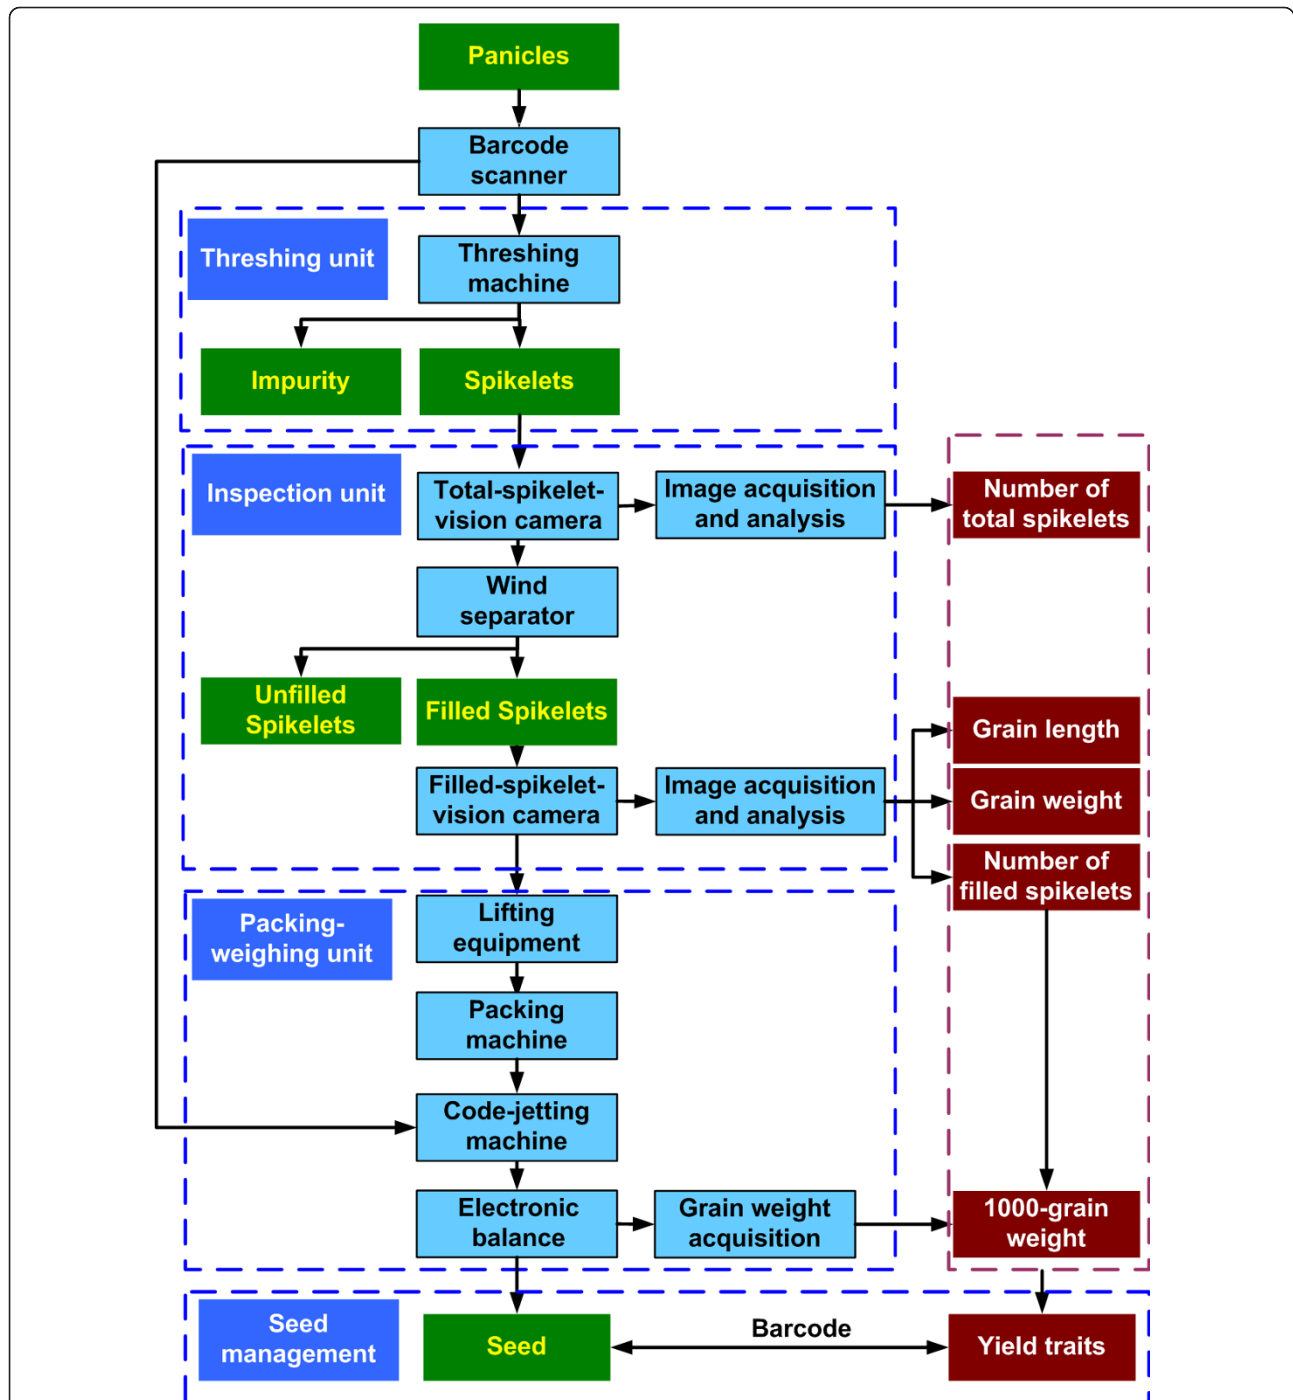 Panicles
Barcode
scanner
Threshing unit
Threshing
machine
Impurity
Spikelets
Inspection unit
Total-spikelet-
vision camera
Image acquisition
and analysis
Number of
total spikelets
Wind
separator
Unfilled
Spikelets
Filled Spikelets
Grain length
Filled-spikelet-
vision camera
Image acquisition
and analysis
Grain weight
Number of
filled spikelets
Packing-
weighing unit
Lifting
equipment
Packing
machine
Code-jetting
machine
Electronic
balance
Grain weight
acquisition
1000-grain
weight
Seed
management
Seed
Barcode
Yield traits